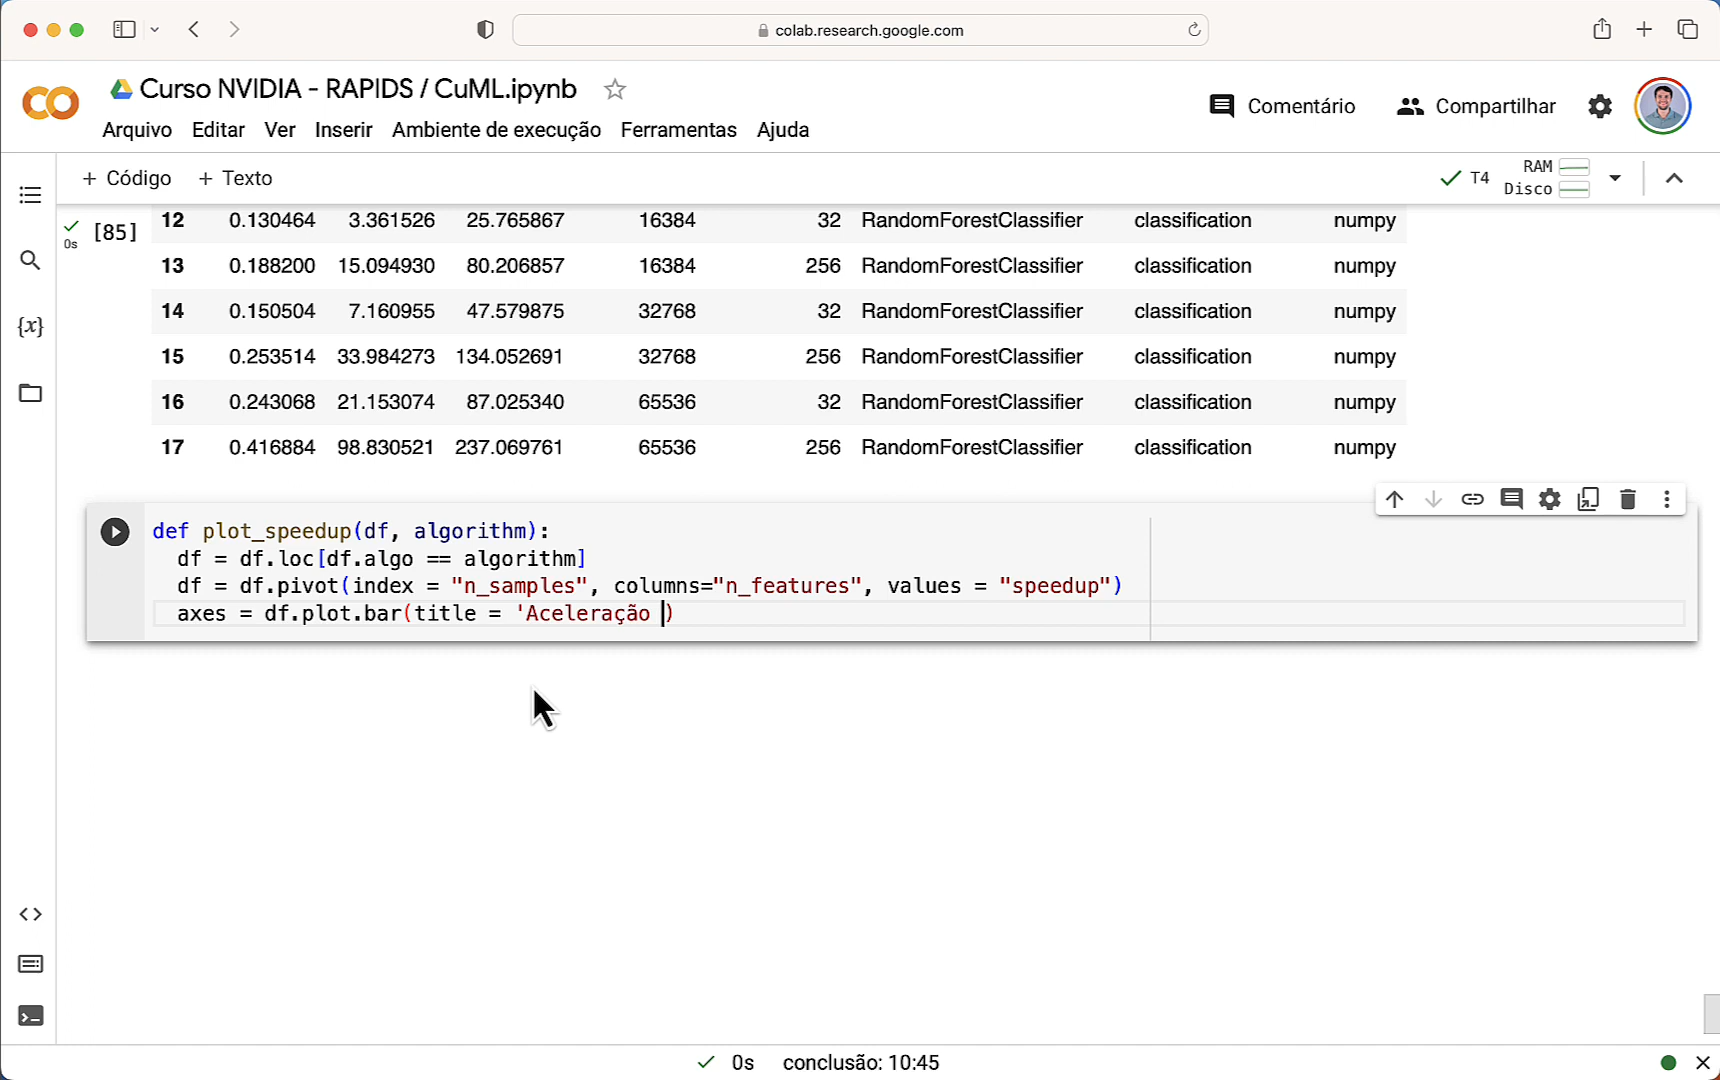 colab.research.google.com
Curso NVIDIA - RAPIDS / CuML.ipynb
Comentário
Compartilhar
Arquivo Editar Ver Inserir Ambiente de execução Ferramentas Ajuda
+ Código + Texto
T4
RAM
Disco
0s
[85]
12 0.130464 3.361526 25.765867 16384 32 RandomForestClassifier classification numpy
13 0.188200 15.094930 80.206857 16384 256 RandomForestClassifier classification numpy
14 0.150504 7.160955 47.579875 32768 32 RandomForestClassifier classification numpy
15 0.253514 33.984273 134.052691 32768 256 RandomForestClassifier classification numpy
16 0.243068 21.153074 87.025340 65536 32 RandomForestClassifier classification numpy
17 0.416884 98.830521 237.069761 65536 256 RandomForestClassifier classification numpy
def plot_speedup(df, algorithm):
df = df.loc[df.algo == algorithm]
df = df.pivot(index = "n_samples", columns="n_features", values = "speedup")
axes = df.plot.bar(title = 'Aceleração )
{x}
0s conclusão: 10:45